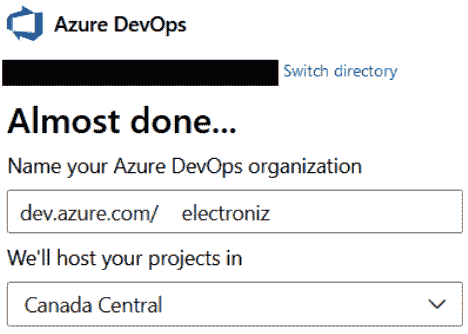 Azure DevOps
Switch directory
Almost done...
Name your Azure DevOps organization
dev.azure.com/ electroniz
We'll host your projects in
Canada Central